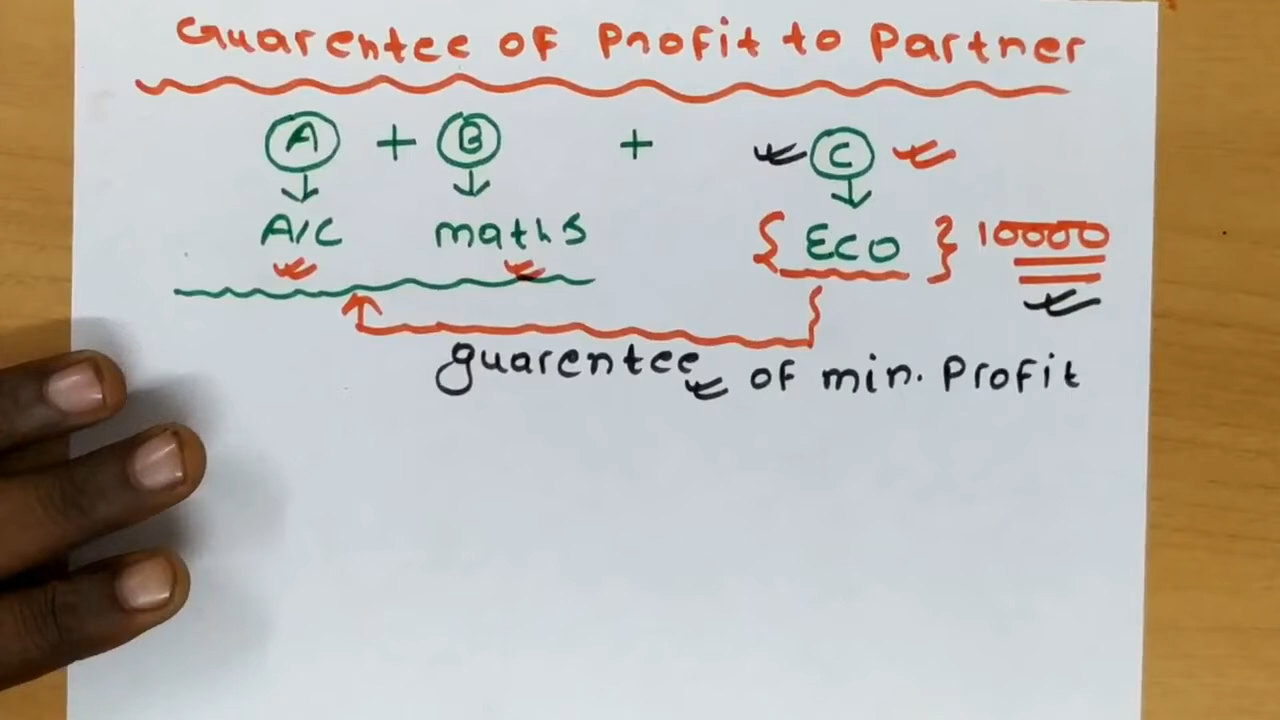 Guarentee OF Profit to Partner
A + B + C
A/C maths { ECO } 10000
guarentee OF min. Profit